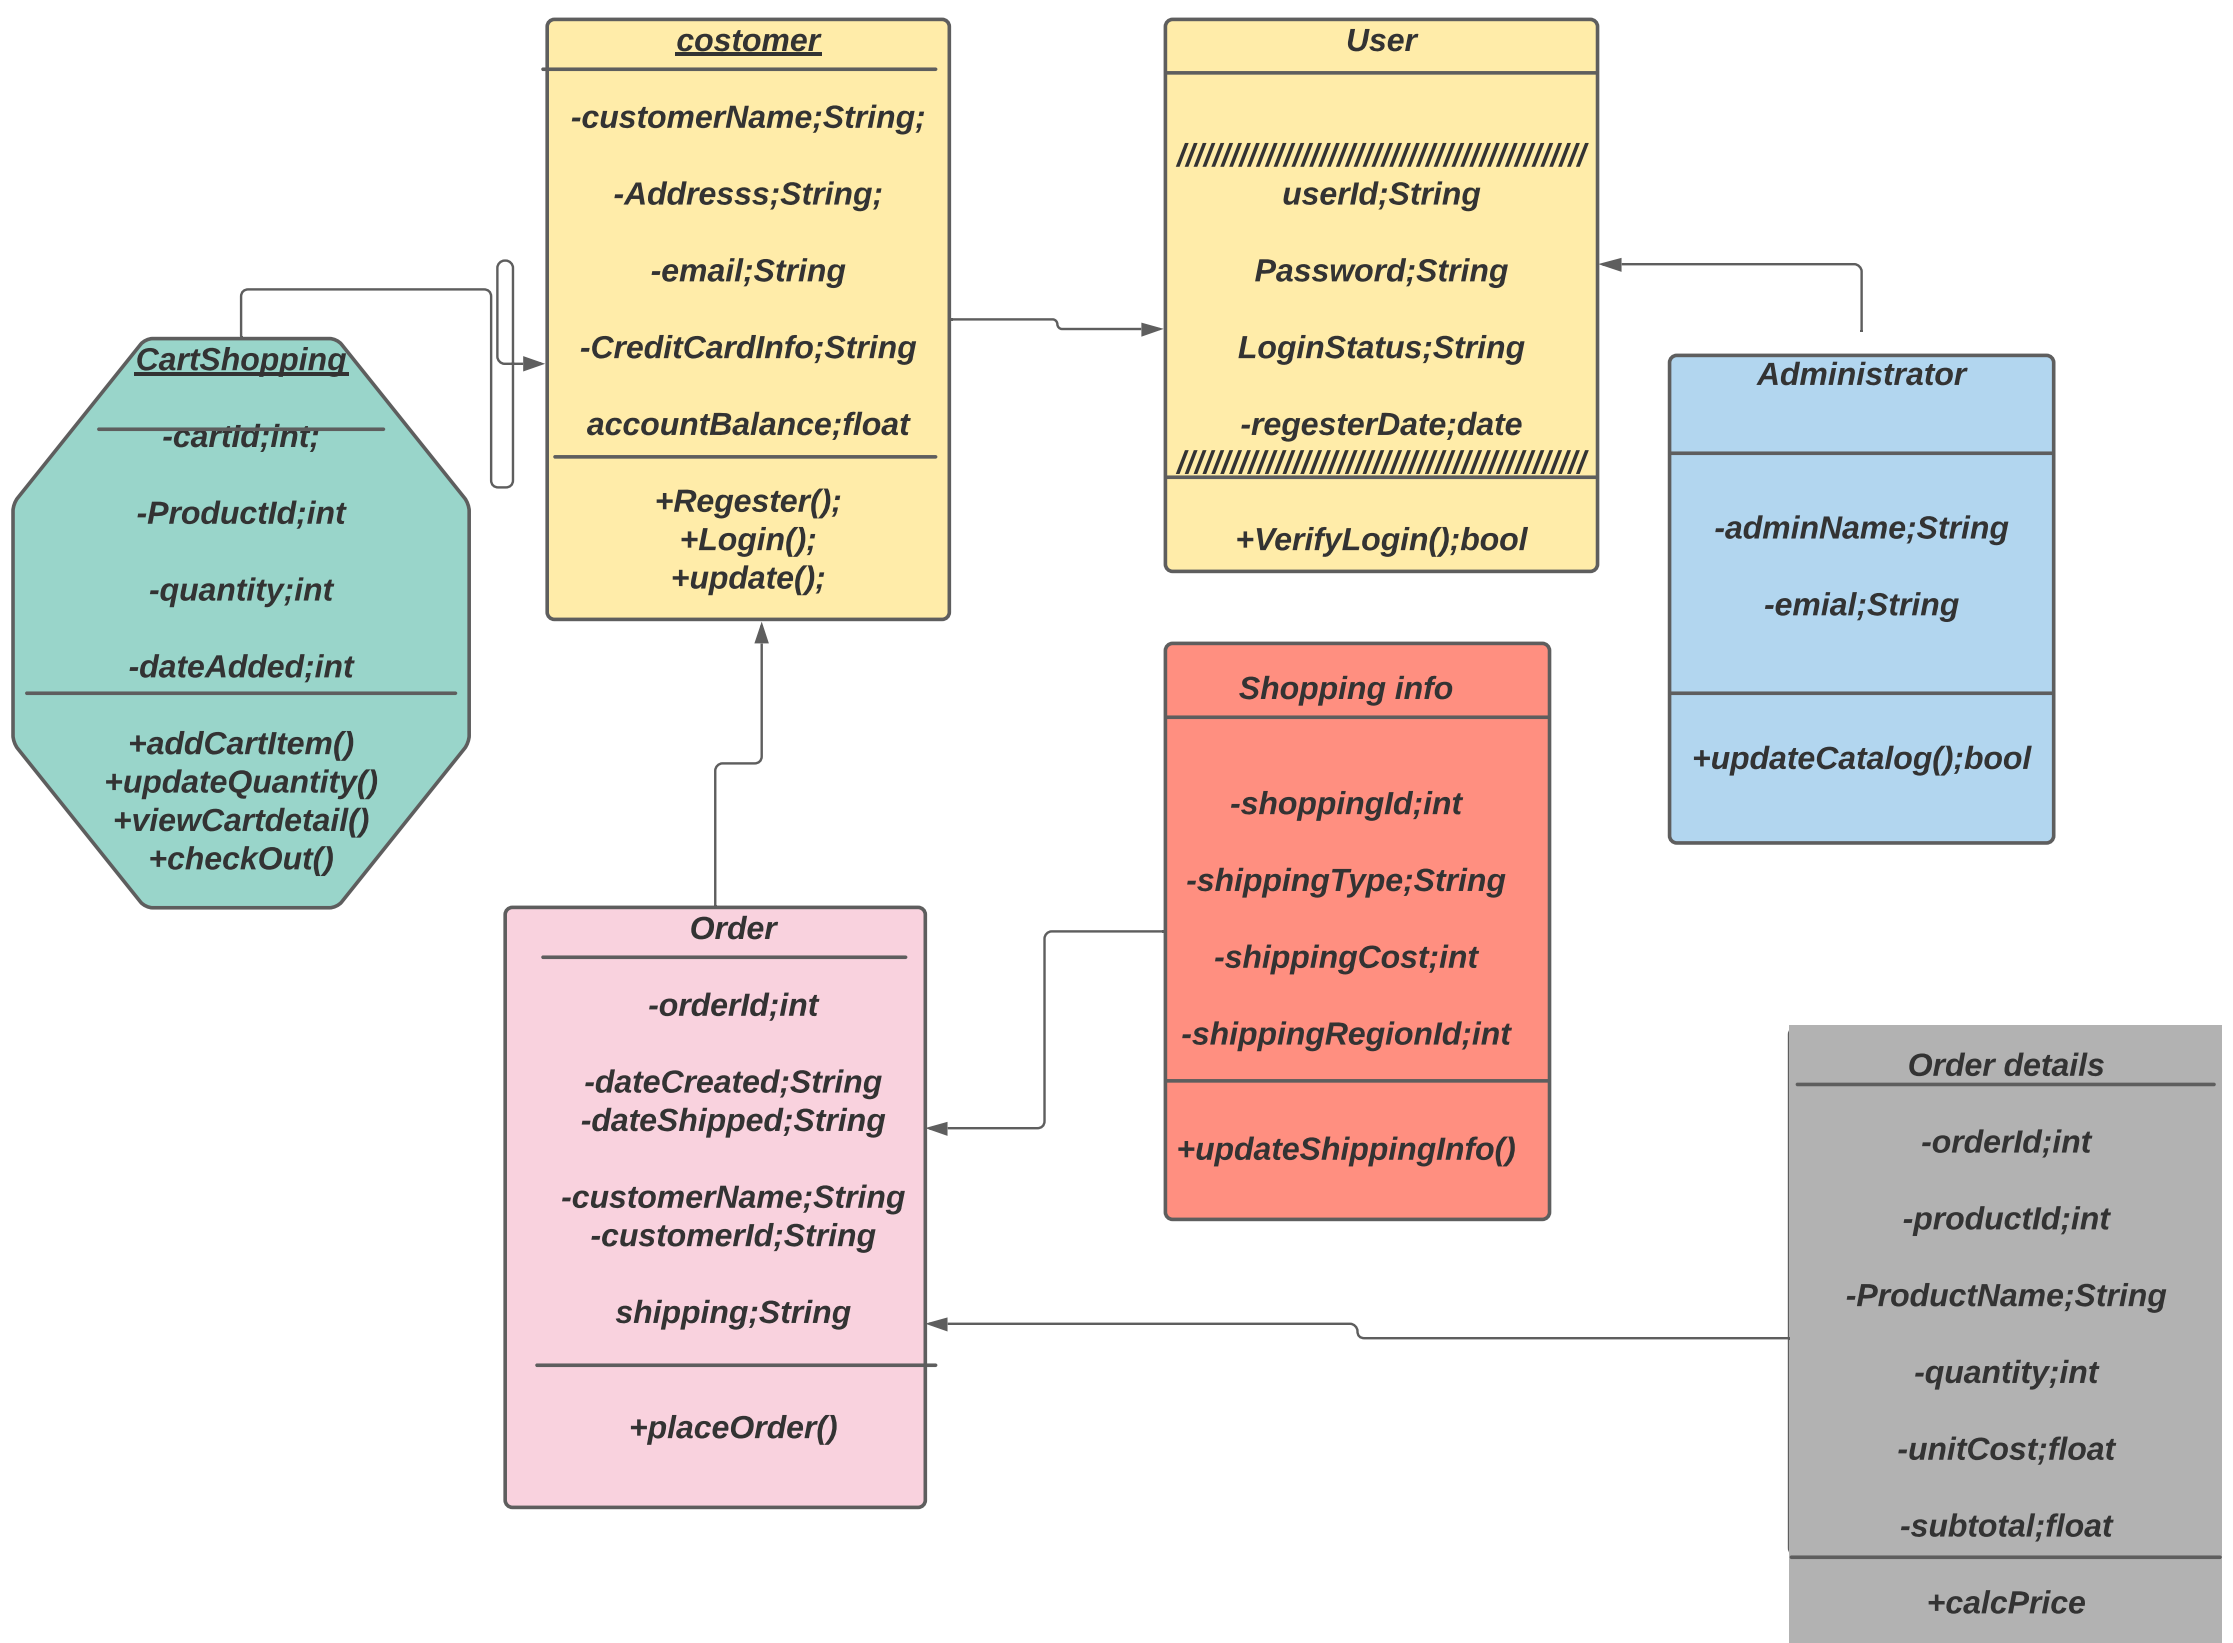 costomer
-customerName;String;
-Addresss;String;
-email;String
-CreditCardInfo;String
accountBalance;float
+Regester();
+Login();
+update();
User
//////////////////////////////////////////////
userId;String
Password;String
LoginStatus;String
-regesterDate;date
//////////////////////////////////////////////
+VerifyLogin();bool
CartShopping
-cartId;int;
-ProductId;int
-quantity;int
-dateAdded;int
+addCartItem()
+updateQuantity()
+viewCartdetail()
+checkOut()
Administrator
-adminName;String
-emial;String
+updateCatalog();bool
Shopping info
-shoppingId;int
-shippingType;String
-shippingCost;int
-shippingRegionId;int
+updateShippingInfo()
Order
-orderId;int
-dateCreated;String
-dateShipped;String
-customerName;String
-customerId;String
shipping;String
+placeOrder()
Order details
-orderId;int
-productId;int
-ProductName;String
-quantity;int
-unitCost;float
-subtotal;float
+calcPrice